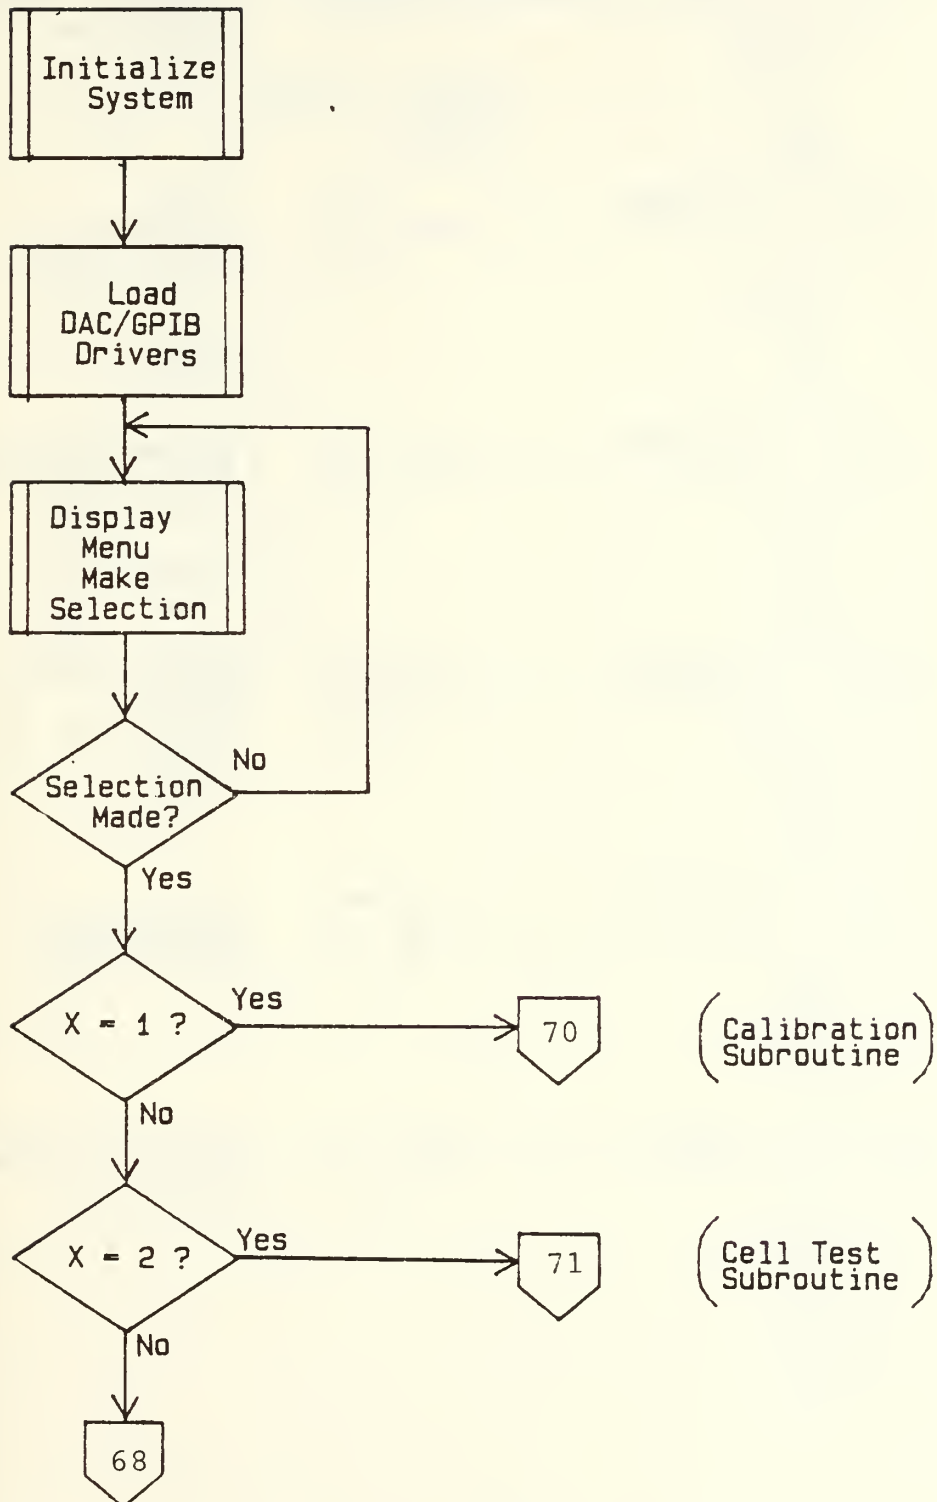 Initialize
System
Load
DAC/GPIB
Drivers
Display
Menu
Make
Selection
No
Selection
Made?
Yes
X = 1 ?
Yes
70
Calibration
Subroutine
No
X = 2 ?
Yes
71
Cell Test
Subroutine
No
68